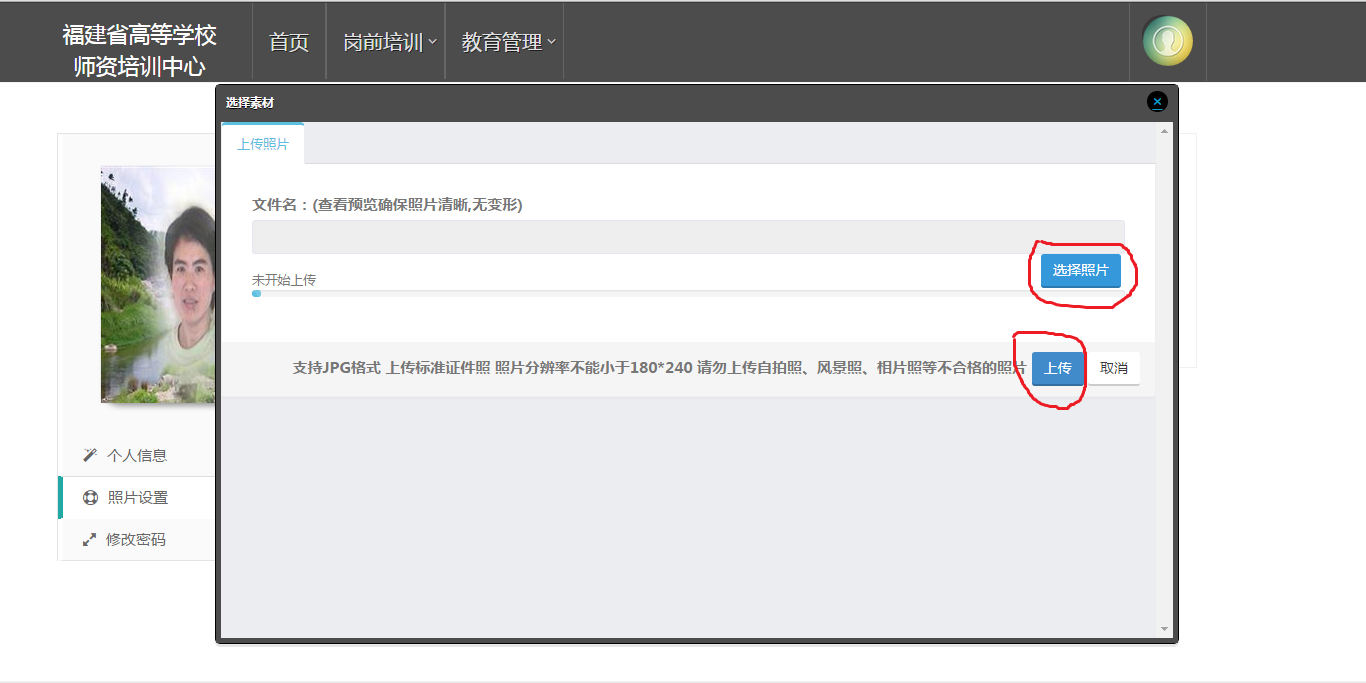 福建省高等学校
师资培训中心
首页
岗前培训
教育管理
选择素材
上传照片
文件名：(查看预览确保照片清晰,无变形)
选择照片
未开始上传
支持JPG格式 上传标准证件照 照片分辨率不能小于180*240 请勿上传自拍照、风景照、相片照等不合格的照片
上传
取消
个人信息
照片设置
修改密码